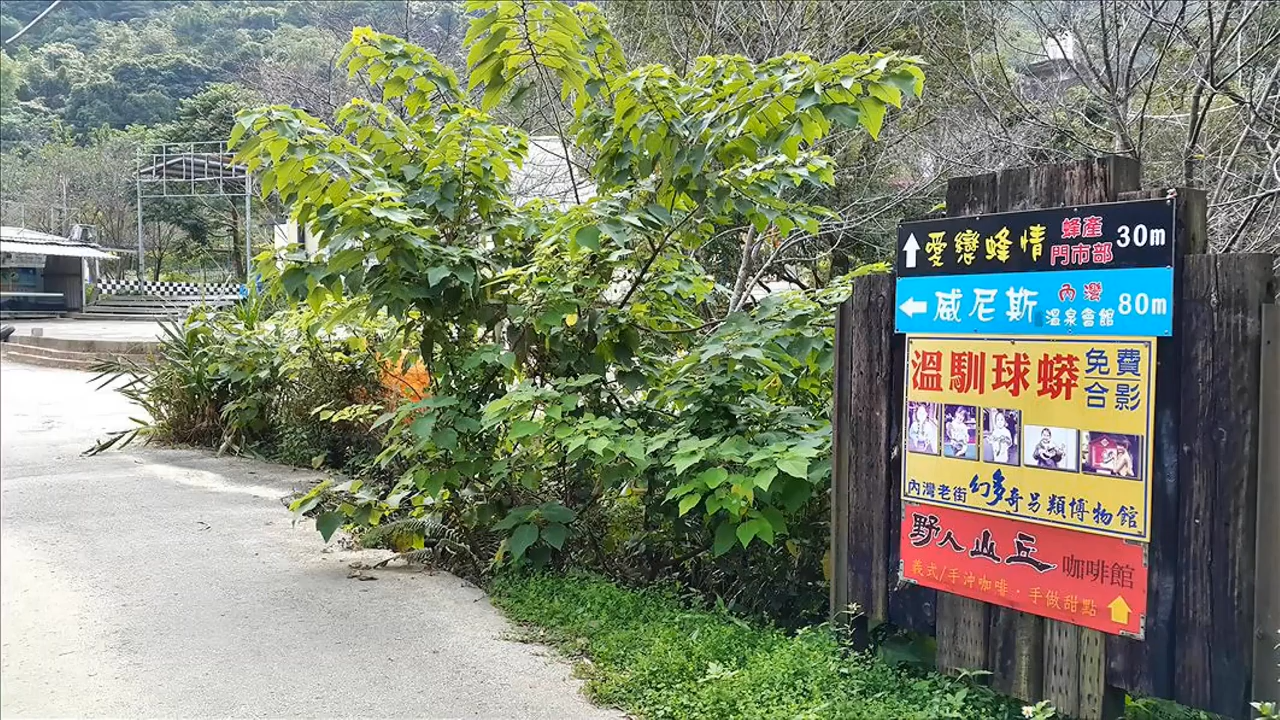 愛戀蜂情 蜂產門市部 30m
威尼斯 內灣溫泉會館 80m
溫馴球蟒 免費合影
內灣老街 幻多奇另類博物館
野人山丘 咖啡館
義式/手沖咖啡·手做甜點